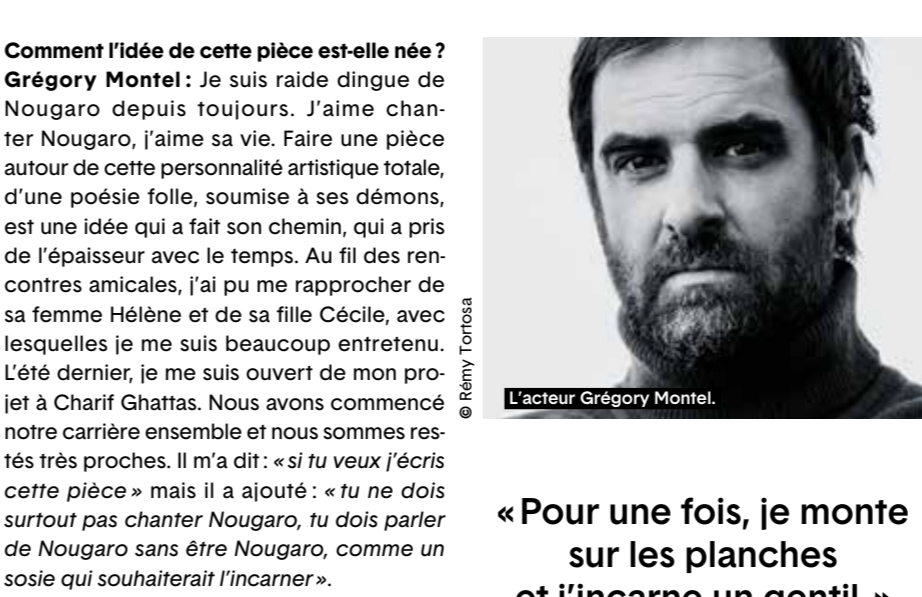 Comment l'idée de cette pièce est-elle née ?
Grégory Montel : Je suis raide dingue de
Nougaro depuis toujours. J'aime chan-
ter Nougaro, j'aime sa vie. Faire une pièce
autour de cette personnalité artistique totale,
d'une poésie folle, soumise à ses démons,
est une idée qui a fait son chemin, qui a pris
de l'épaisseur avec le temps. Au fil des ren-
contres amicales, j'ai pu me rapprocher de
sa femme Hélène et de sa fille Cécile, avec
lesquelles je me suis beaucoup entretenu.
L'été dernier, je me suis ouvert de mon pro-
jet à Charif Ghattas. Nous avons commencé
notre carrière ensemble et nous sommes res-
tés très proches. Il m'a dit : « si tu veux j'écris
cette pièce » mais il a ajouté : « tu ne dois
surtout pas chanter Nougaro, tu dois parler
de Nougaro sans être Nougaro, comme un
sosie qui souhaiterait l'incarner ».
© Rémy Tortosa
L'acteur Grégory Montel.
« Pour une fois, je monte
sur les planches
et j'incarne un gentil »